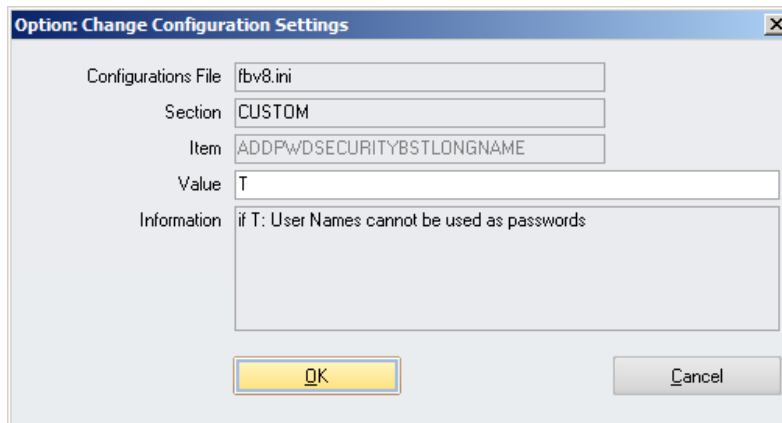 Option: Change Configuration Settings
Configurations File fbv8.ini
Section CUSTOM
Item ADDPWDSECURITYBSTLONGNAME
Value T
Information if T: User Names cannot be used as passwords
OK Cancel